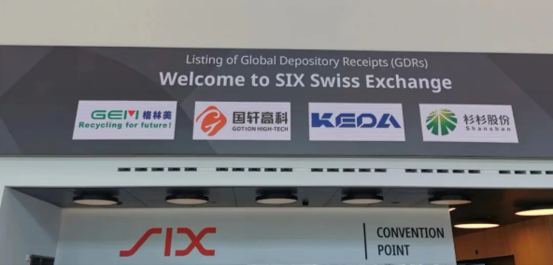 Listing of Global Depository Receipts (GDRs)
Welcome to SIX Swiss Exchange
GEM 格林美
Recycling for future!
国轩高科
GOTION HIGH-TECH
KEDA
杉杉股份
Shanshan
SIX
CONVENTION
POINT